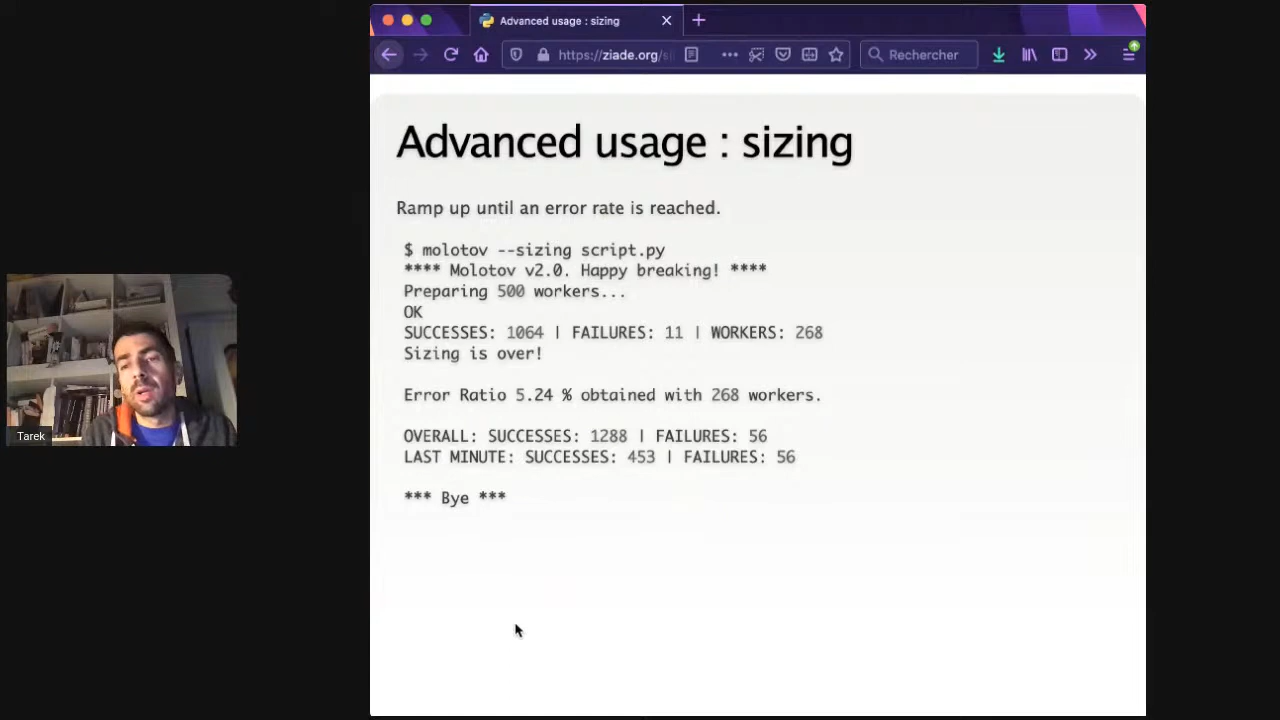 Advanced usage : sizing
https://ziade.org/si
Rechercher
Advanced usage : sizing
Ramp up until an error rate is reached.
$ molotov --sizing script.py
**** Molotov v2.0. Happy breaking! ****
Preparing 500 workers...
OK
SUCCESSES: 1064 | FAILURES: 11 | WORKERS: 268
Sizing is over!
Error Ratio 5.24 % obtained with 268 workers.
OVERALL: SUCCESSES: 1288 | FAILURES: 56
LAST MINUTE: SUCCESSES: 453 | FAILURES: 56
*** Bye ***
Tarek